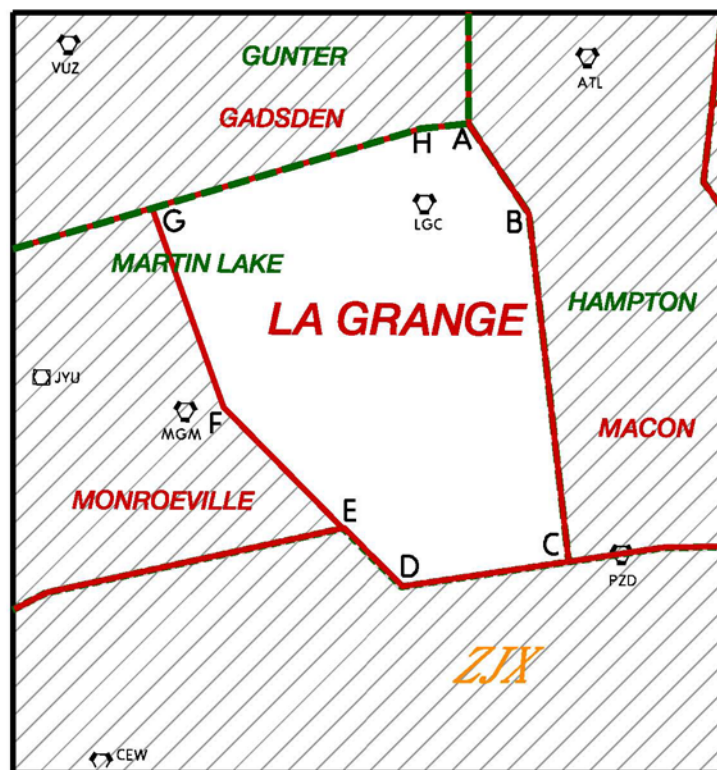 VUZ
GUNTER
ATL
GADSDEN
H
A
G
LGC
B
MARTIN LAKE
HAMPTON
LA GRANGE
JYU
MGM
F
MACON
MONROEVILLE
E
C
D
PZD
ZJX
CEW